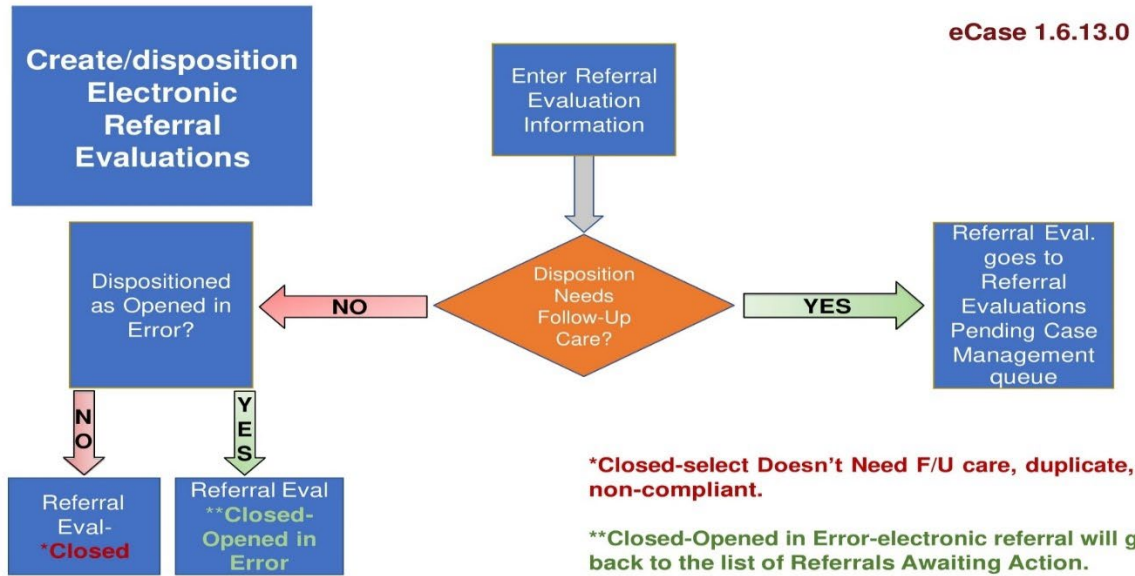 Create/disposition
Electronic
Referral
Evaluations
eCase 1.6.13.0
Enter Referral
Evaluation
Information
Disposition
Needs
Follow-Up
Care?
NO
YES
Dispositioned
as Opened in
Error?
Referral Eval.
goes to
Referral
Evaluations
Pending Case
Management
queue
NO
YES
Referral
Eval-
*Closed
Referral Eval
**Closed-
Opened in
Error
*Closed-select Doesn't Need F/U care, duplicate,
non-compliant.
**Closed-Opened in Error-electronic referral will g
back to the list of Referrals Awaiting Action.